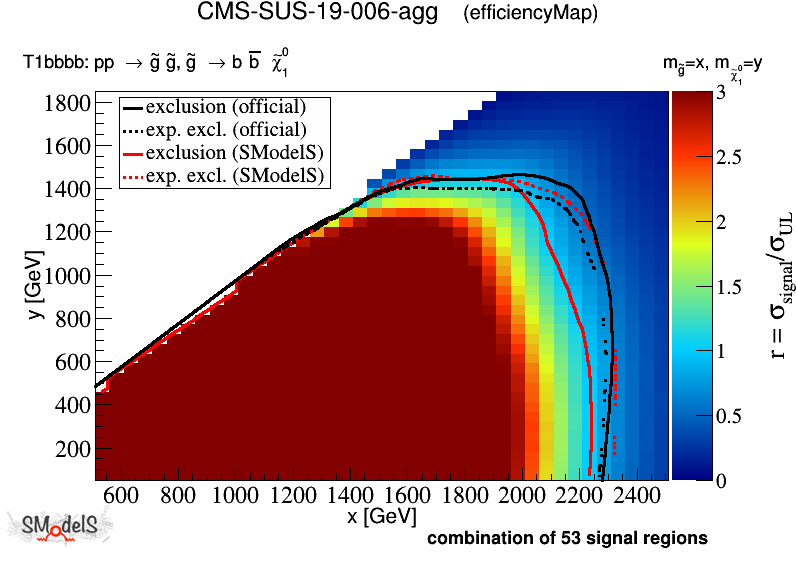 CMS-SUS-19-006-agg (efficiencyMap)
T1bbbb: pp → g̃ g̃, g̃ → b b̅ χ̃₁⁰
m_g̃=x, m_χ̃₁⁰=y
exclusion (official)
exp. excl. (official)
exclusion (SModelS)
exp. excl. (SModelS)
1800
1600
1400
1200
1000
800
600
400
200
y [GeV]
600 800 1000 1200 1400 1600 1800 2000 2200 2400
x [GeV]
3
2.5
2
1.5
1
0.5
0
r = σ_signal/σ_UL
SModelS
combination of 53 signal regions